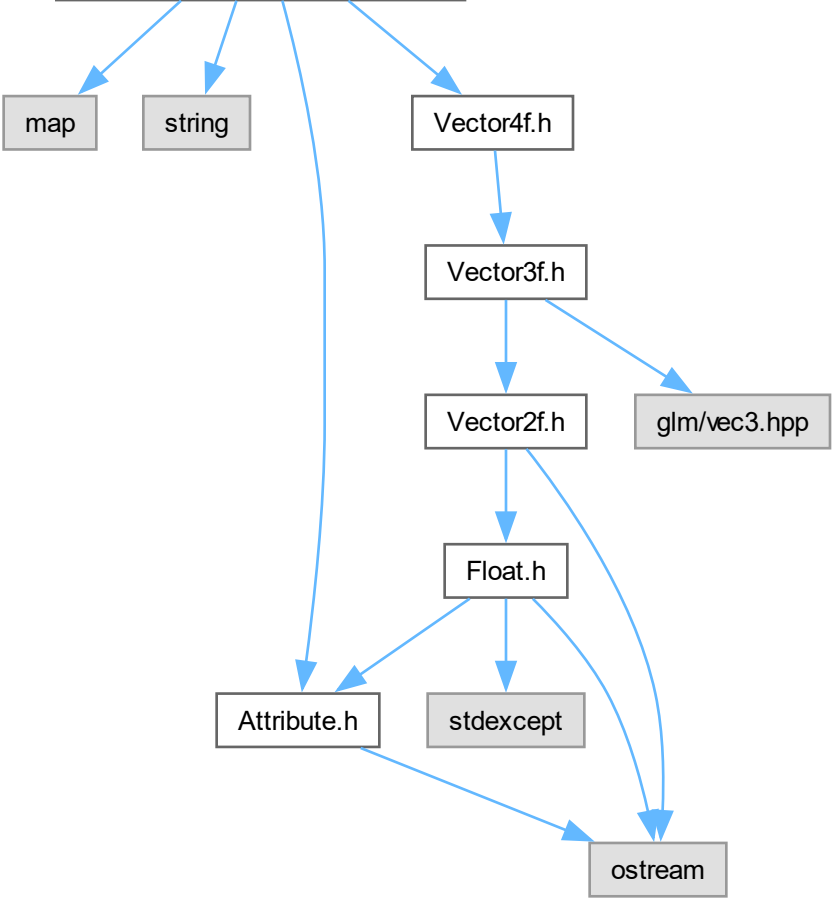 map
string
Vector4f.h
Vector3f.h
Vector2f.h
glm/vec3.hpp
Float.h
Attribute.h
stdexcept
ostream